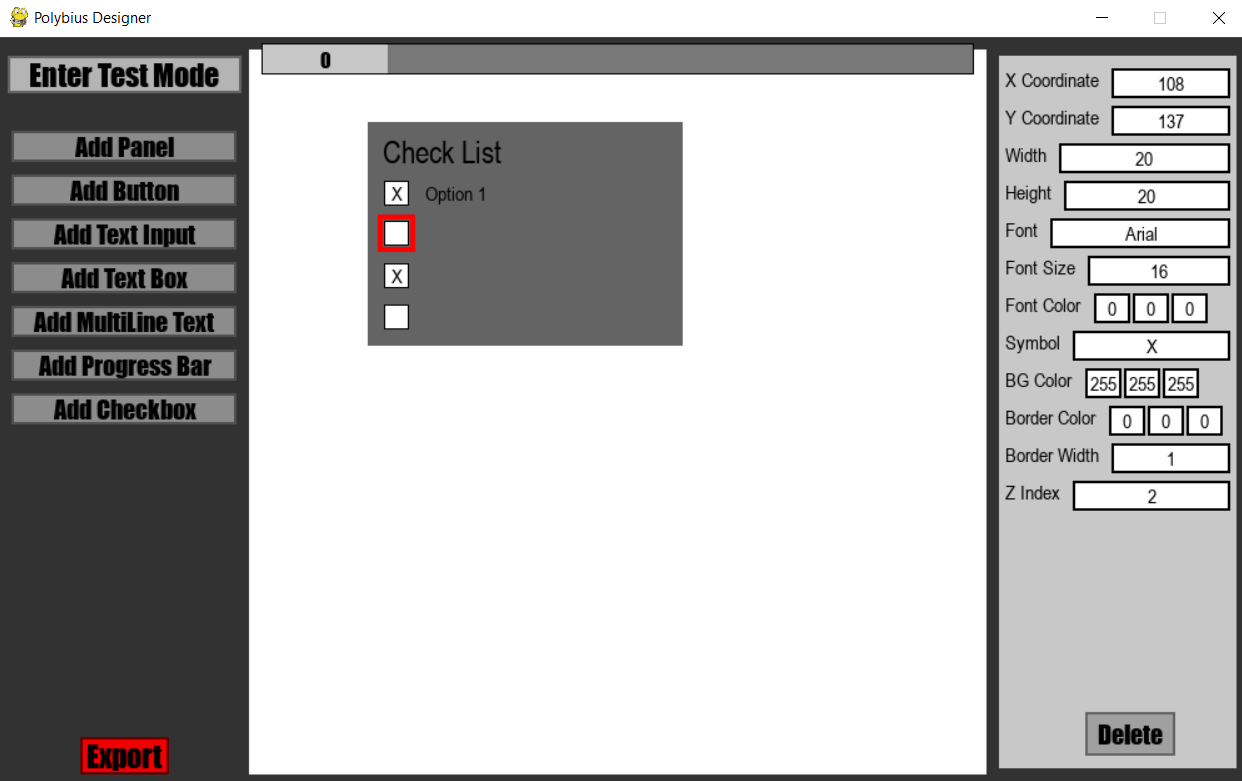 Polybius Designer
Enter Test Mode
Add Panel
Add Button
Add Text Input
Add Text Box
Add MultiLine Text
Add Progress Bar
Add Checkbox
Export
0
Check List
X Option 1
X
X Coordinate 108
Y Coordinate 137
Width 20
Height 20
Font Arial
Font Size 16
Font Color 0 0 0
Symbol X
BG Color 255 255 255
Border Color 0 0 0
Border Width 1
Z Index 2
Delete